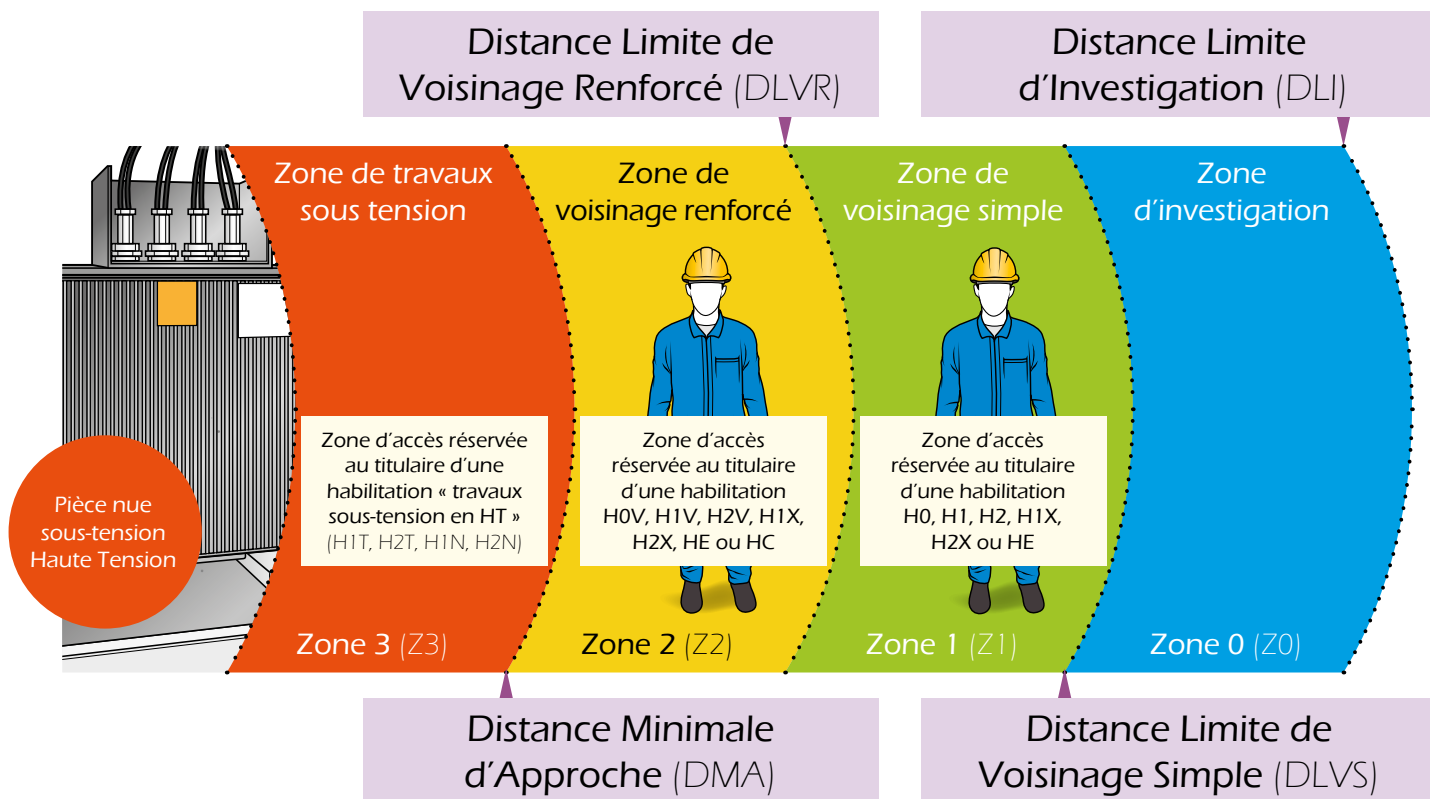 Distance Limite de
Voisinage Renforcé (DLVR)
Distance Limite
d'Investigation (DLI)
Zone de travaux
sous tension
Zone de
voisinage renforcé
Zone de
voisinage simple
Zone
d'investigation
Pièce nue
sous-tension
Haute Tension
Zone d'accès réservée
au titulaire d'une
habilitation « travaux
sous-tension en HT »
(H1T, H2T, H1N, H2N)
Zone d'accès
réservée au titulaire
d'une habilitation
H0V, H1V, H2V, H1X,
H2X, HE ou HC
Zone d'accès
réservée au titulaire
d'une habilitation
H0, H1, H2, H1X,
H2X ou HE
Zone 3 (Z3)
Zone 2 (Z2)
Zone 1 (Z1)
Zone 0 (Z0)
Distance Minimale
d'Approche (DMA)
Distance Limite de
Voisinage Simple (DLVS)